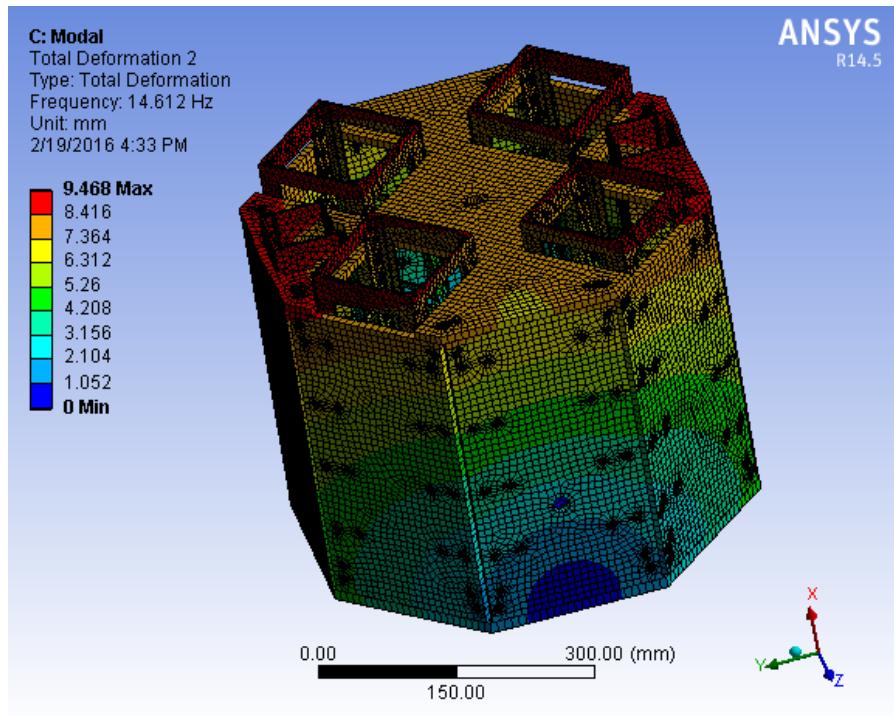 C: Modal
Total Deformation 2
Type: Total Deformation
Frequency: 14.612 Hz
Unit: mm
2/19/2016 4:33 PM
ANSYS
R14.5
9.468 Max
8.416
7.364
6.312
5.26
4.208
3.156
2.104
1.052
0 Min
0.00 300.00 (mm)
150.00
X
Y
Z